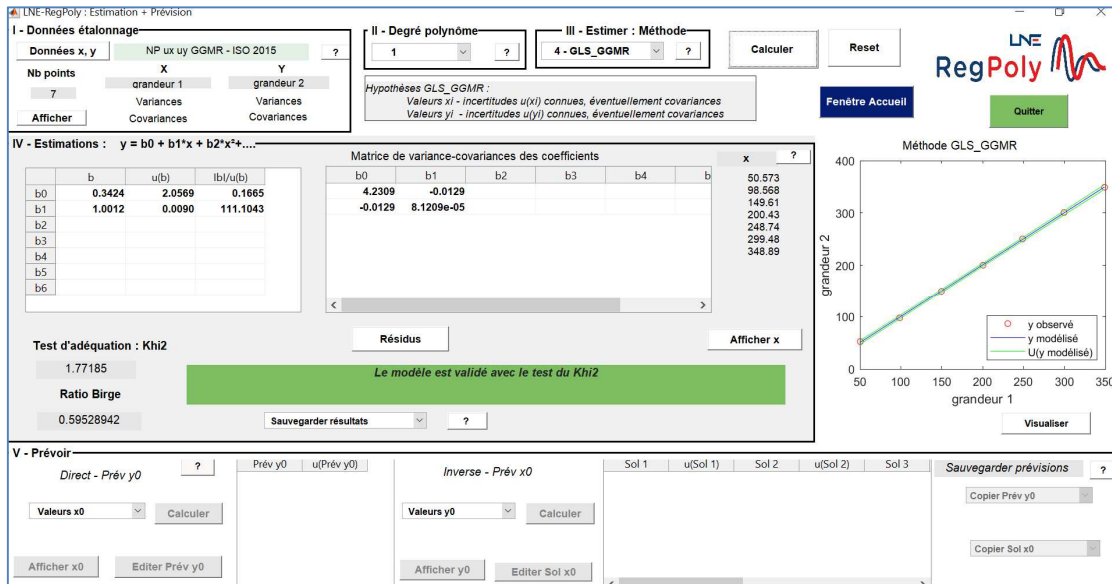 LNE-RegPoly : Estimation + Prévision
I - Données étalonnage
Données x, y
NP ux uy GGMR - ISO 2015
?
Nb points
X
Y
7
grandeur 1
grandeur 2
Variances
Variances
Afficher
Covariances
Covariances
II - Degré polynôme
1
?
III - Estimer : Méthode
4 - GLS_GGMR
?
Hypothèses GLS_GGMR :
Valeurs xi - incertitudes u(xi) connues, éventuellement covariances
Valeurs yi - incertitudes u(yi) connues, éventuellement covariances
Calculer
Reset
Fenêtre Accueil
LNE
RegPoly
Quitter
IV - Estimations : y = b0 + b1*x + b2*x²+....
b u(b) lbl/u(b)
b0 0.3424 2.0569 0.1665
b1 1.0012 0.0090 111.1043
b2
b3
b4
b5
b6
Matrice de variance-covariances des coefficients
b0 b1 b2 b3 b4 b
4.2309 -0.0129
-0.0129 8.1209e-05
x
?
50.573
98.568
149.61
200.43
248.74
299.48
348.89
Résidus
Afficher x
Test d'adéquation : Khi2
1.77185
Le modèle est validé avec le test du Khi2
Ratio Birge
0.59528942
Sauvegarder résultats
?
Méthode GLS_GGMR
400
300
200
100
0
grandeur 2
y observé
y modélisé
U(y modélisé)
50 100 150 200 250 300 350
grandeur 1
Visualiser
V - Prévoir
Direct - Prév y0
?
Valeurs x0
Calculer
Afficher x0
Editer Prév y0
Prév y0 u(Prév y0)
Inverse - Prév x0
Valeurs y0
Calculer
Afficher y0
Editer Sol x0
Sol 1 u(Sol 1) Sol 2 u(Sol 2) Sol 3
Sauvegarder prévisions
?
Copier Prév y0
Copier Sol x0